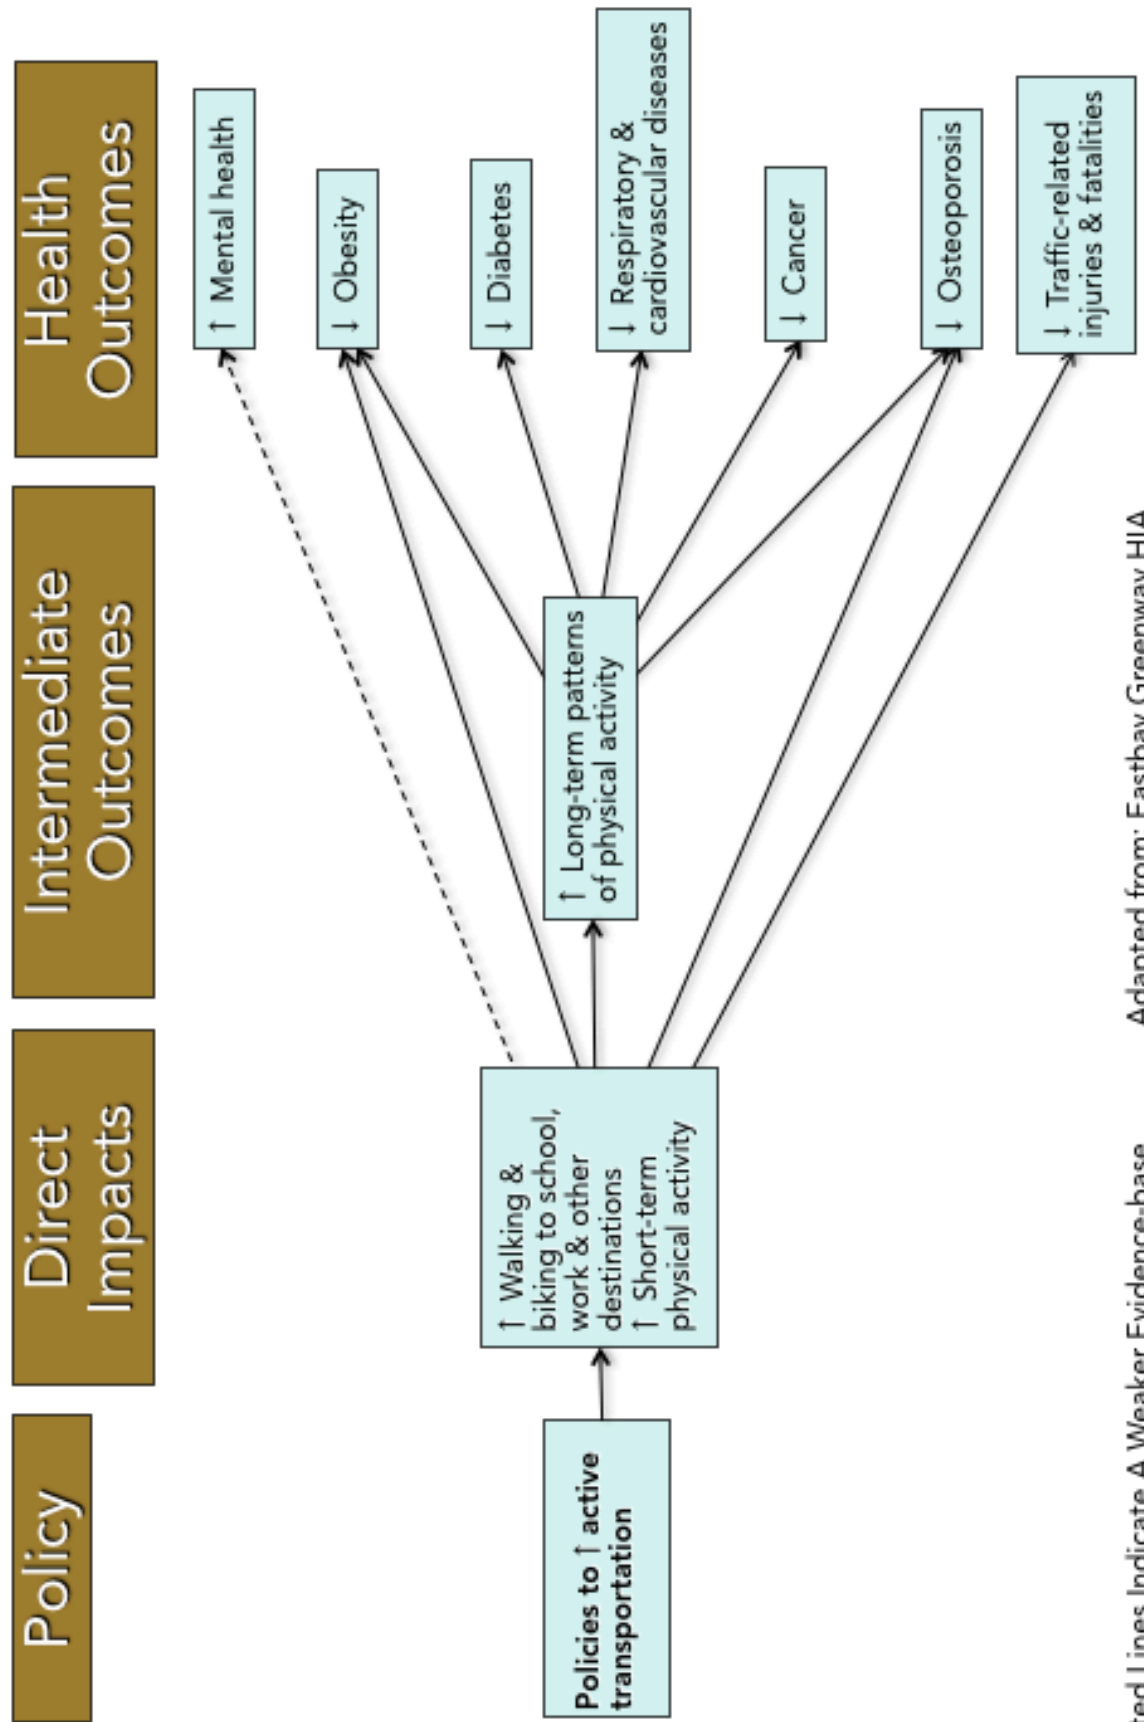 Policy
Direct
Impacts
Intermediate
Outcomes
Health
Outcomes
Policies to ↑ active
transportation
↑ Walking &
biking to school,
work & other
destinations
↑ Short-term
physical activity
↑ Long-term patterns
of physical activity
↑ Mental health
↓ Obesity
↓ Diabetes
↓ Respiratory &
cardiovascular diseases
↓ Cancer
↓ Osteoporosis
↓ Traffic-related
injuries & fatalities
Lines Indicate A Weaker Evidence-base
Adapted from: Eastbay Greenway HIA